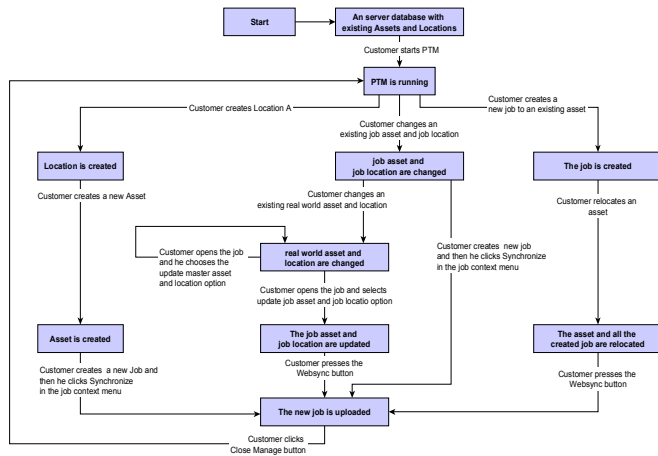 Start
An server database with
existing Assets and Locations
Customer starts PTM
PTM is running
Customer creates Location A
Customer changes an
existing job asset and job location
Customer creates a
new job to an existing asset
Location is created
job asset and
job location are changed
The job is created
Customer creates a new Asset
Customer changes an
existing real world asset and location
Customer relocates an
asset
Customer opens the job
and he chooses the
update master asset
and location option
real world asset and
location are changed
Customer creates new job
and then he clicks Synchronize
in the job context menu
Customer opens the job and selects
update job asset and job locatio option
Asset is created
The job asset and
job location are updated
The asset and all the
created job are relocated
Customer creates a new Job and
then he clicks Synchronize
in the job context menu
Customer presses the
Websync button
Customer presses the
Websync button
The new job is uploaded
Customer clicks
Close Manage button